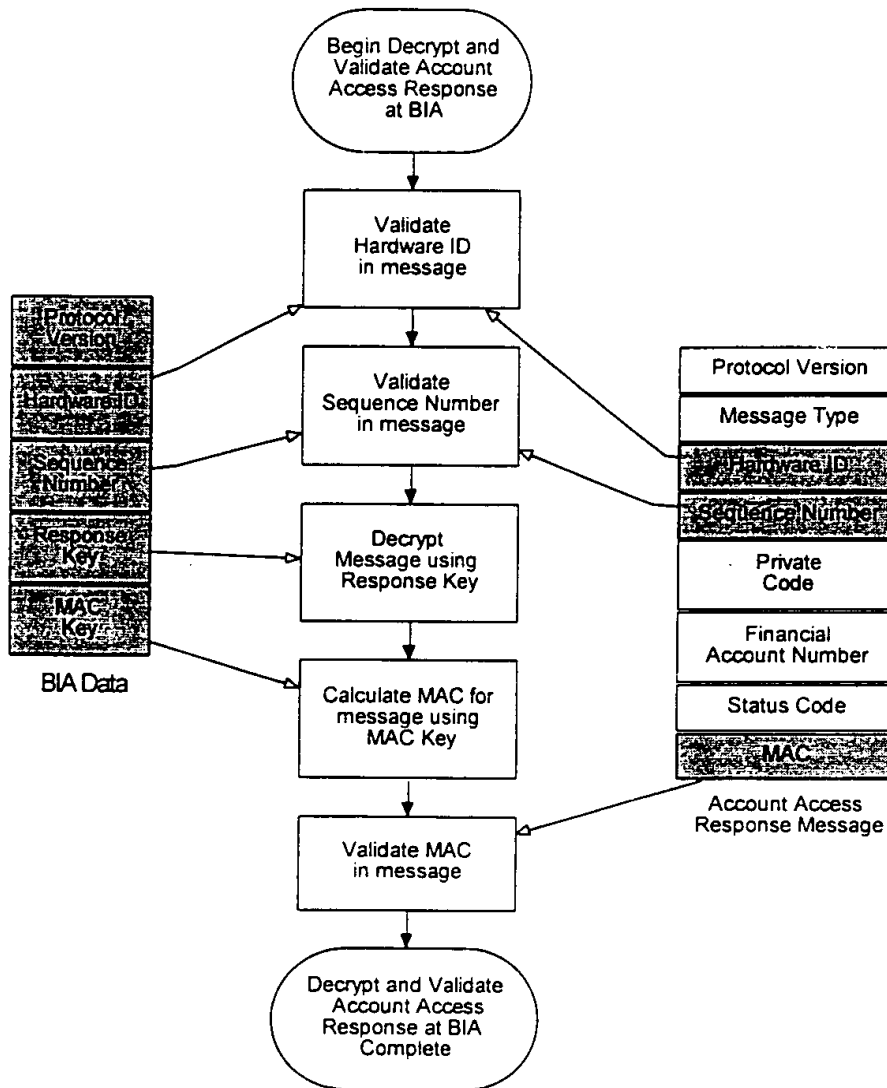 Begin Decrypt and
Validate Account
Access Response
at BIA
Validate
Hardware ID
in message
Validate
Sequence Number
in message
Decrypt
Message using
Response Key
Calculate MAC for
message using
MAC Key
Validate MAC
in message
Decrypt and Validate
Account Access
Response at BIA
Complete
Protocol
Version
Hardware ID
Sequence
Number
Response
Key
MAC
Key
BIA Data
Protocol Version
Message Type
Hardware ID
Sequence Number
Private
Code
Financial
Account Number
Status Code
MAC
Account Access
Response Message